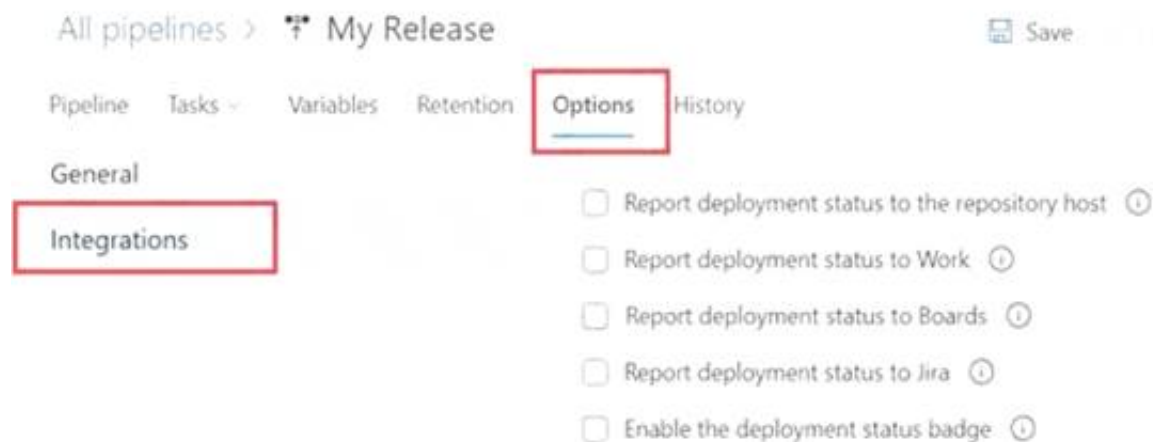 All pipelines > My Release Save
Pipeline Tasks Variables Retention Options History
General
Integrations
Report deployment status to the repository host
Report deployment status to Work
Report deployment status to Boards
Report deployment status to Jira
Enable the deployment status badge